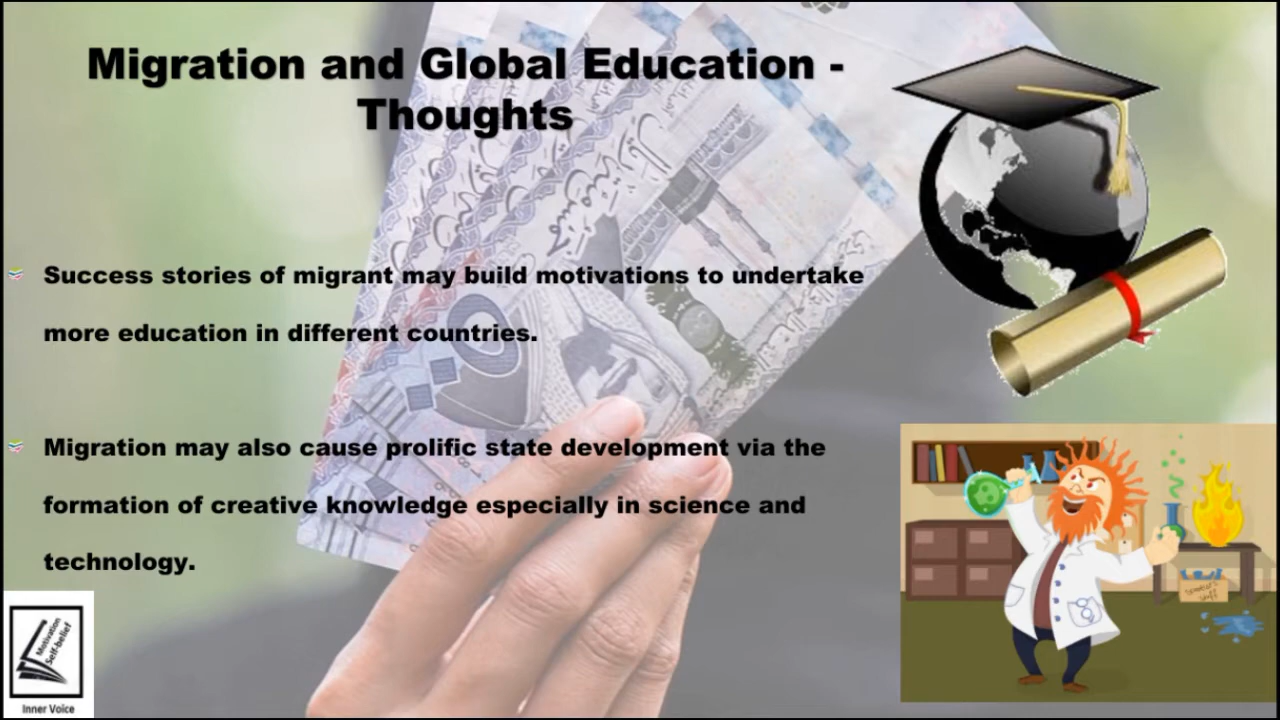 Migration and Global Education -
Thoughts
Success stories of migrant may build motivations to undertake
more education in different countries.
Migration may also cause prolific state development via the
formation of creative knowledge especially in science and
technology.
Motivation
Self-belief
Inner Voice